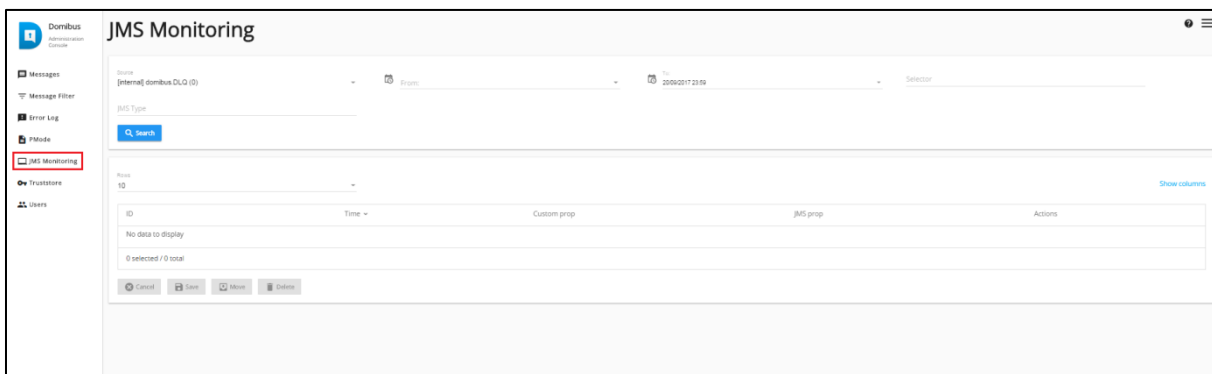 Domibus
Administration
Console
JMS Monitoring
Messages
Message Filter
Error Log
PMode
JMS Monitoring
Truststore
Users
Source
[internal] domibus.DLQ (0)
From:
To:
20/09/2017 23:59
Selector
JMS Type
Search
Rows
10
Show columns
ID Time Custom prop JMS prop Actions
No data to display
0 selected / 0 total
Cancel Save Move Delete